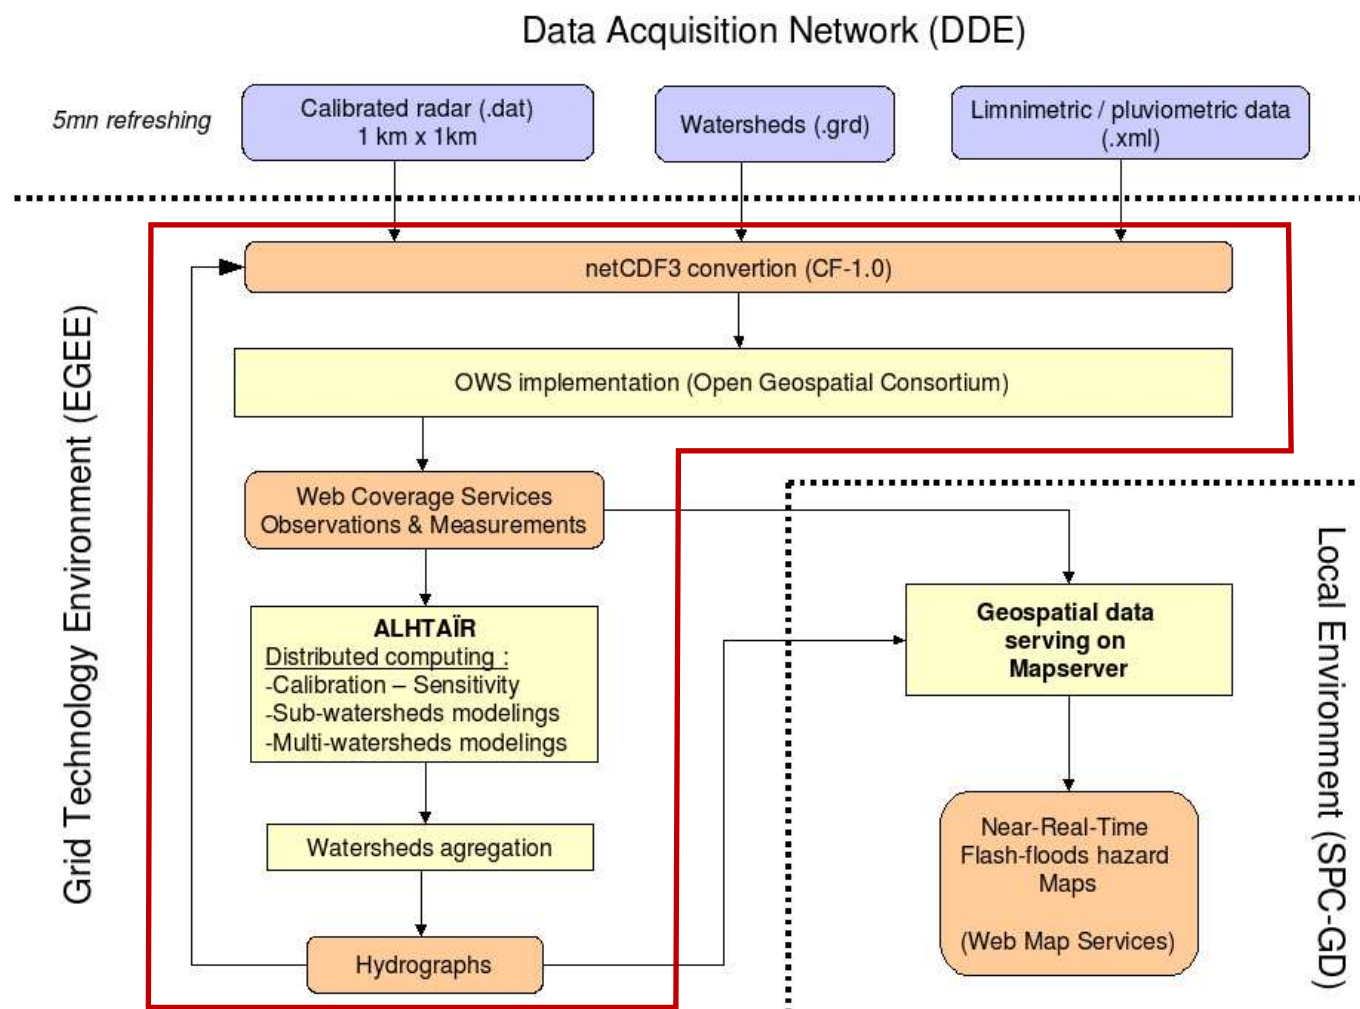 Data Acquisition Network (DDE)
5mn refreshing
Calibrated radar (.dat)
1 km x 1km
Watersheds (.grd)
Limnimetric / pluviometric data
(.xml)
netCDF3 convertion (CF-1.0)
OWS implementation (Open Geospatial Consortium)
Grid Technology Environment (EGEE)
Web Coverage Services
Observations & Measurements
ALHTAÏR
Distributed computing :
-Calibration – Sensitivity
-Sub-watersheds modelings
-Multi-watersheds modelings
Watersheds agregation
Hydrographs
Geospatial data
serving on
Mapserver
Near-Real-Time
Flash-floods hazard
Maps
(Web Map Services)
Local Environment (SPC-GD)